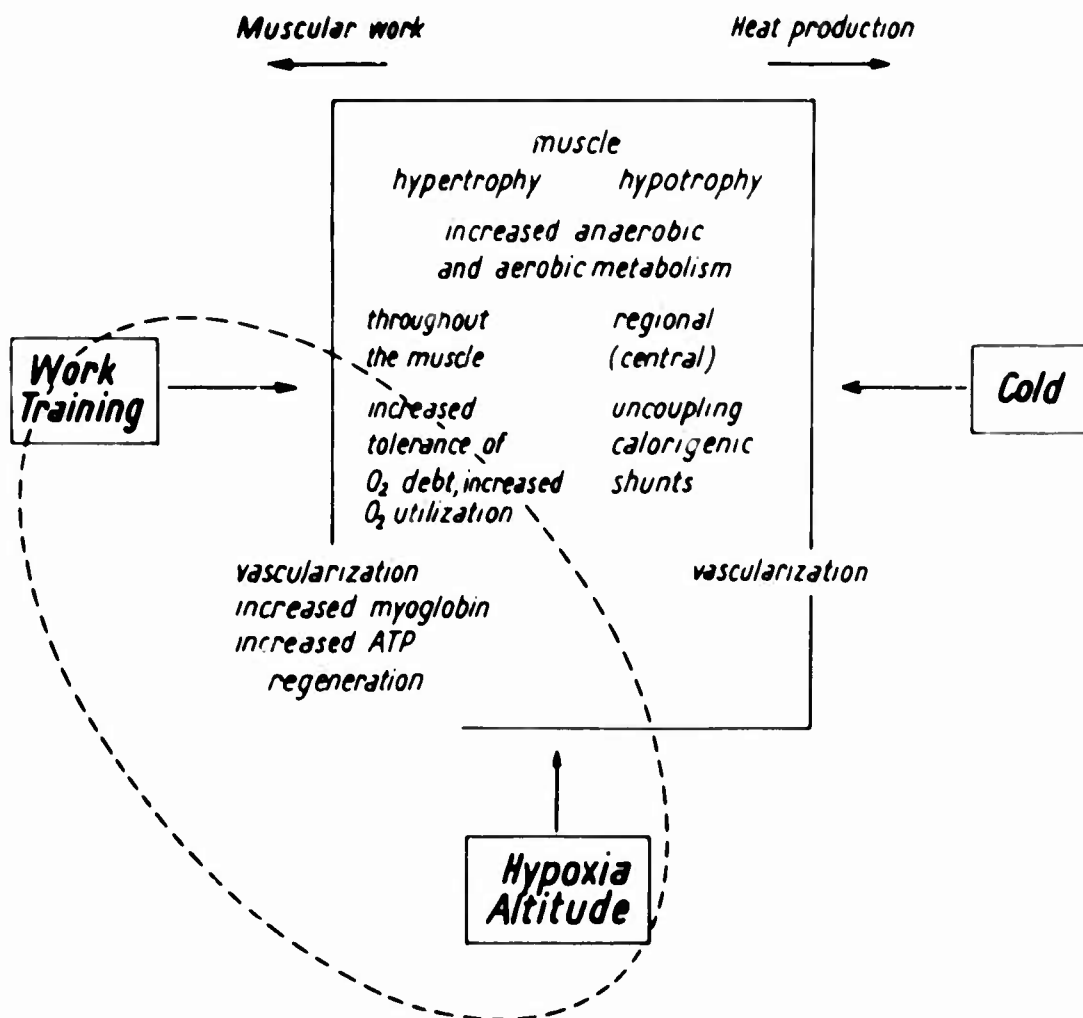 Muscular work
Heat production
muscle
hypertrophy hypotrophy
increased anaerobic
and aerobic metabolism
throughout
the muscle
regional
(central)
increased
tolerance of
O₂ debt, increased
O₂ utilization
uncoupling
calorigenic
shunts
Work
Training
Cold
vascularization
increased myoglobin
increased ATP
regeneration
vascularization
Hypoxia
Altitude